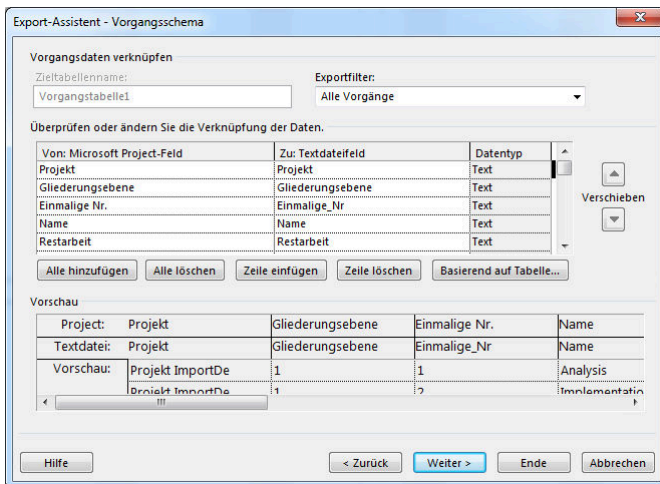 Export-Assistent - Vorgangsschema
Vorgangsdaten verknüpfen
Zieltabellenname: Exportfilter:
Vorgangstabelle1 Alle Vorgänge
Überprüfen oder ändern Sie die Verknüpfung der Daten.
Von: Microsoft Project-Feld Zu: Textdateifeld Datentyp
Projekt Projekt Text
Gliederungsebene Gliederungsebene Text
Einmalige Nr. Einmalige_Nr Text
Name Name Text
Restarbeit Restarbeit Text
Verschieben
Alle hinzufügen Alle löschen Zeile einfügen Zeile löschen Basierend auf Tabelle...
Vorschau
Project: Projekt Gliederungsebene Einmalige Nr. Name
Textdatei: Projekt Gliederungsebene Einmalige_Nr Name
Vorschau: Projekt ImportDe 1 1 Analysis
Projekt ImportDe 1 2 Implementatio
Hilfe < Zurück Weiter > Ende Abbrechen